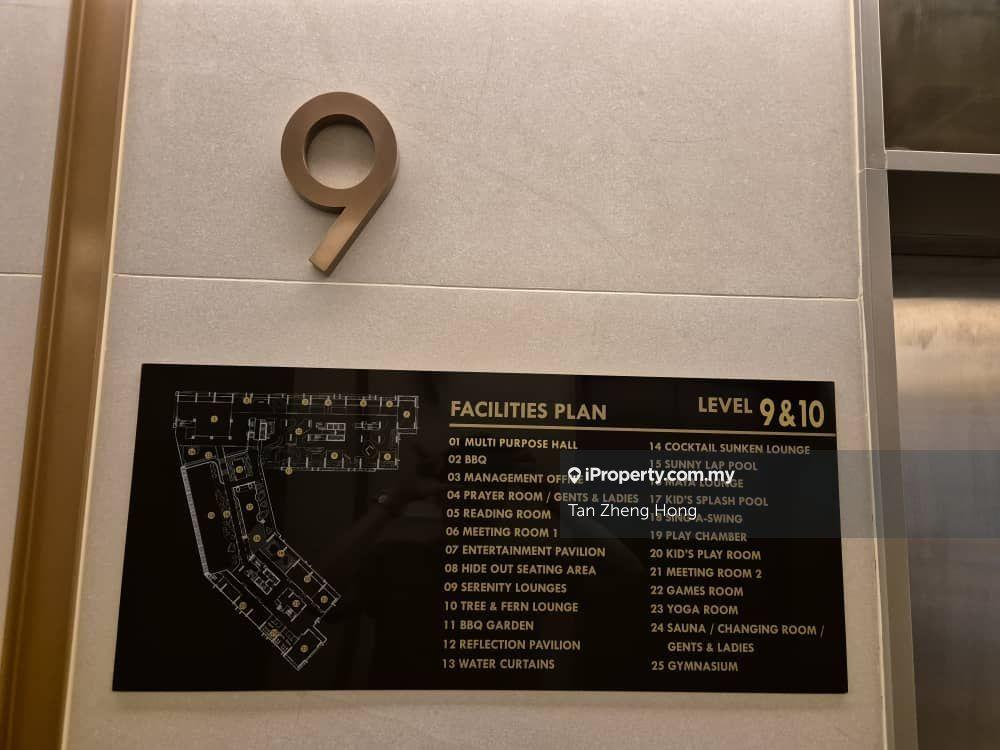 9
FACILITIES PLAN
LEVEL 9&10
01 MULTI PURPOSE HALL
02 BBQ
03 MANAGEMENT OFFICE
04 PRAYER ROOM / GENTS & LADIES
05 READING ROOM
06 MEETING ROOM 1
07 ENTERTAINMENT PAVILION
08 HIDE OUT SEATING AREA
09 SERENITY LOUNGES
10 TREE & FERN LOUNGE
11 BBQ GARDEN
12 REFLECTION PAVILION
13 WATER CURTAINS
14 COCKTAIL SUNKEN LOUNGE
15 SUNNY LAP POOL
16 MAYA LOUNGE
17 KID'S SPLASH POOL
18 SING-A-SWING
19 PLAY CHAMBER
20 KID'S PLAY ROOM
21 MEETING ROOM 2
22 GAMES ROOM
23 YOGA ROOM
24 SAUNA / CHANGING ROOM /
GENTS & LADIES
25 GYMNASIUM
iProperty.com.my
Tan Zheng Hong